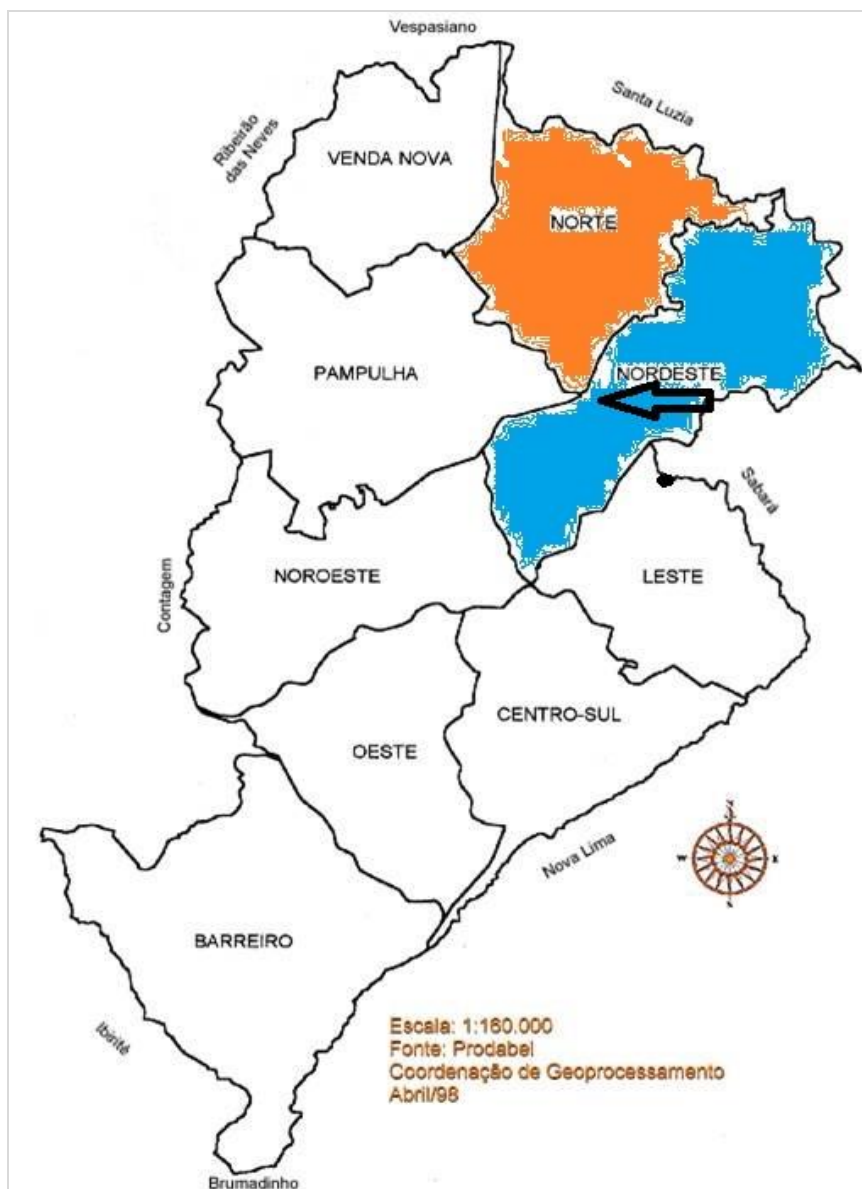 Vespasiano
Santa Luzia
Ribeirão
das Neves
VENDA NOVA
NORTE
PAMPULHA
NORDESTE
Sabará
NOROESTE
LESTE
Contagem
CENTRO-SUL
OESTE
Nova Lima
W
BARREIRO
Ibirité
Escala: 1:160.000
Fonte: Prodabel
Coordenação de Geoprocessamento
Abril/98
Brumadinho